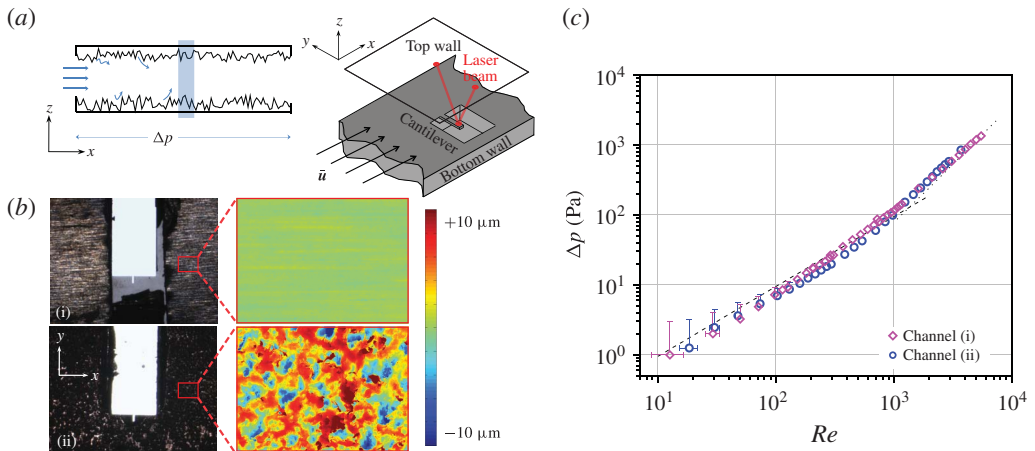 (a)
z
x
Δp
z
y
x
Top wall
Laser
beam
Cantilever
Bottom wall
ū
(b)
(i)
+10 μm
y
x
(ii)
−10 μm
(c)
10⁴
10³
10²
10¹
10⁰
Δp (Pa)
Channel (i)
Channel (ii)
10¹
10²
10³
10⁴
Re